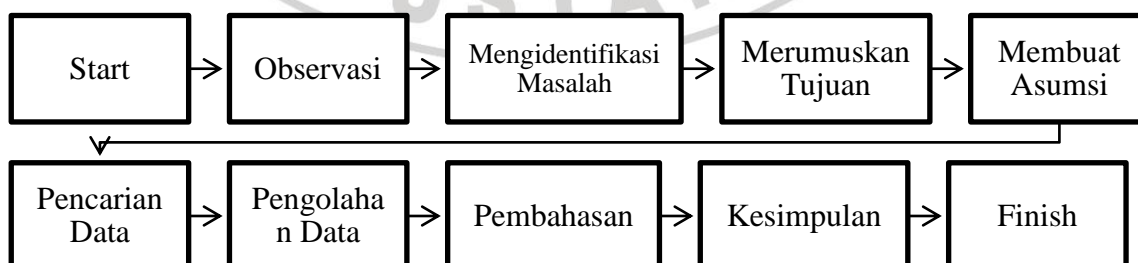 Start
Observasi
Mengidentifikasi
Masalah
Merumuskan
Tujuan
Membuat
Asumsi
Pencarian
Data
Pengolaha
n Data
Pembahasan
Kesimpulan
Finish